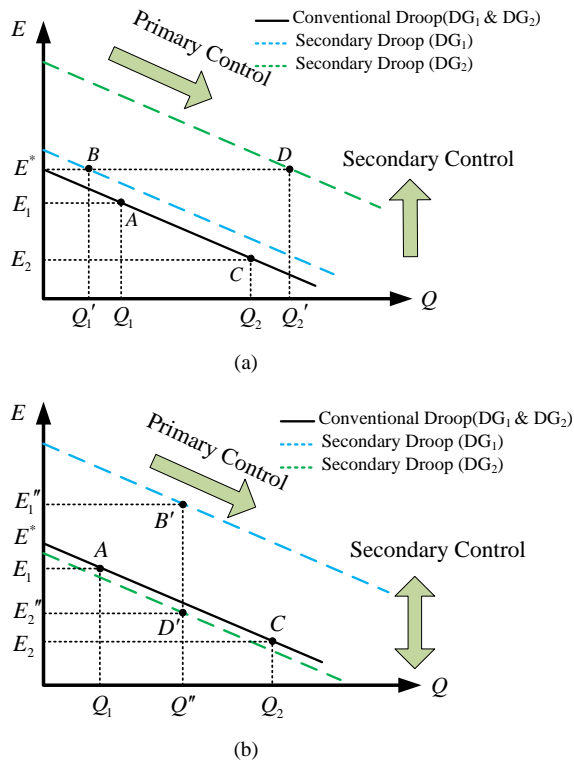 E
Conventional Droop(DG₁ & DG₂)
Secondary Droop (DG₁)
Secondary Droop (DG₂)
Primary Control
Secondary Control
E*
B
D
E₁
A
E₂
C
Q₁′ Q₁ Q₂ Q₂′ Q
(a)
E
Conventional Droop(DG₁ & DG₂)
Secondary Droop (DG₁)
Secondary Droop (DG₂)
Primary Control
E₁″
B′
E*
A
Secondary Control
E₁
E₂″
D′
C
E₂
Q₁ Q″ Q₂ Q
(b)